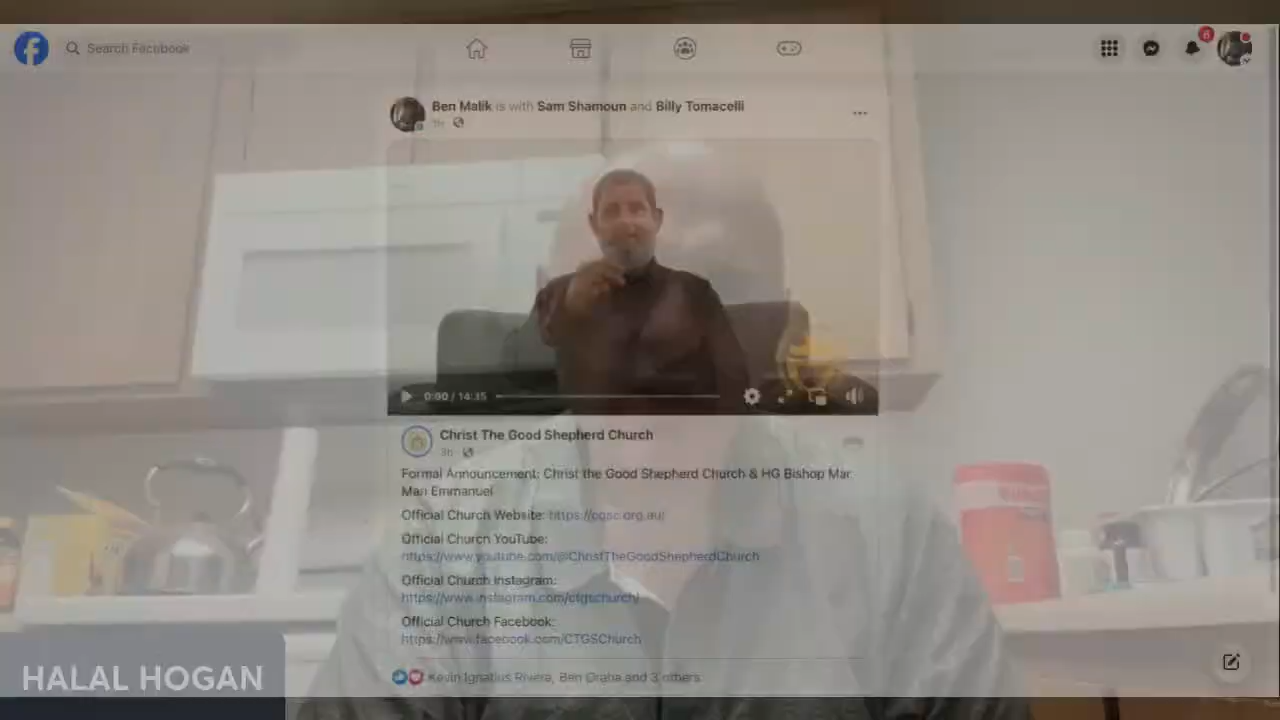 Search Facebook
6
Ben Malik is with Sam Shamoun and Billy Tomacelli
0:00 / 14:35
Christ The Good Shepherd Church
3h
Formal Announcement: Christ the Good Shepherd Church & HG Bishop Mar
Mari Emmanuel
Official Church Website: https://cgsc.org.au/
Official Church YouTube:
https://www.youtube.com/@ChristTheGoodShepherdChurch
Official Church Instagram:
https://www.instagram.com/ctgschurch/
Official Church Facebook:
https://www.facebook.com/CTGSChurch
Kevin Ignatius Rivera, Ben and 3 others
HALAL HOGAN